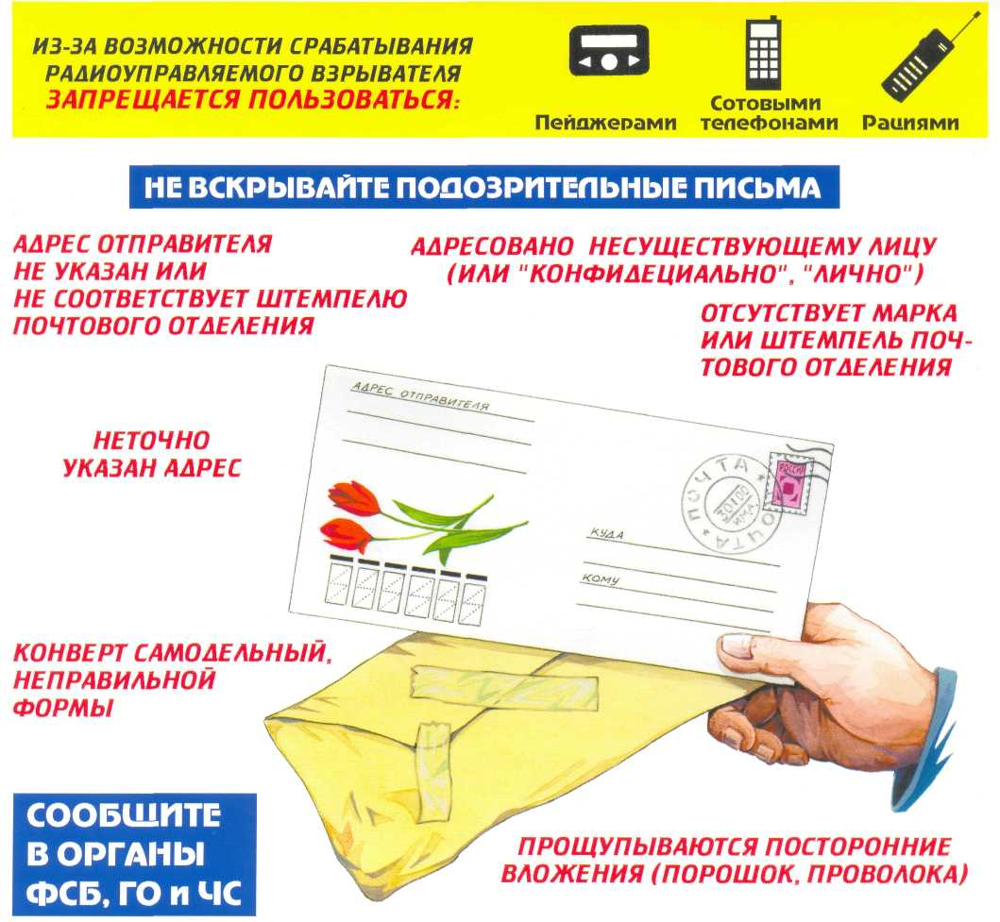 ИЗ-ЗА ВОЗМОЖНОСТИ СРАБАТЫВАНИЯ
РАДИОУПРАВЛЯЕМОГО ВЗРЫВАТЕЛЯ
ЗАПРЕЩАЕТСЯ ПОЛЬЗОВАТЬСЯ:
Пейджерами
Сотовыми
телефонами
Рациями
НЕ ВСКРЫВАЙТЕ ПОДОЗРИТЕЛЬНЫЕ ПИСЬМА
АДРЕС ОТПРАВИТЕЛЯ
НЕ УКАЗАН ИЛИ
НЕ СООТВЕТСТВУЕТ ШТЕМПЕЛЮ
ПОЧТОВОГО ОТДЕЛЕНИЯ
АДРЕСОВАНО НЕСУЩЕСТВУЮЩЕМУ ЛИЦУ
(ИЛИ "КОНФИДЕЦИАЛЬНО", "ЛИЧНО")
ОТСУТСТВУЕТ МАРКА
ИЛИ ШТЕМПЕЛЬ ПОЧ-
ТОВОГО ОТДЕЛЕНИЯ
НЕТОЧНО
УКАЗАН АДРЕС
АДРЕС ОТПРАВИТЕЛЯ
РОССИЯ
ПОЧТА
ПОЧТА
КУДА
КОМУ
КОНВЕРТ САМОДЕЛЬНЫЙ,
НЕПРАВИЛЬНОЙ
ФОРМЫ
СООБЩИТЕ
В ОРГАНЫ
ФСБ, ГО и ЧС
ПРОЩУПЫВАЮТСЯ ПОСТОРОННИЕ
ВЛОЖЕНИЯ (ПОРОШОК, ПРОВОЛОКА)